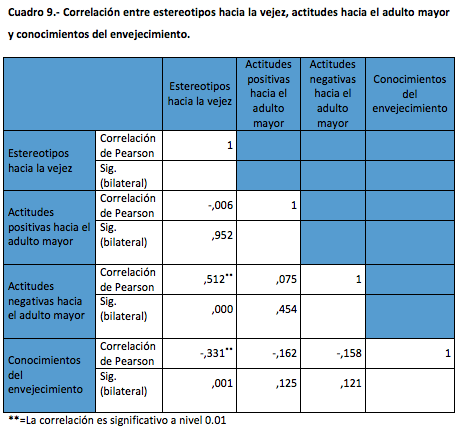 Cuadro 9.- Correlación entre estereotipos hacia la vejez, actitudes hacia el adulto mayor
y conocimientos del envejecimiento.
Estereotipos
hacia la vejez
Actitudes
positivas
hacia el
adulto
mayor
Actitudes
negativas
hacia el
adulto
mayor
Conocimientos
del
envejecimiento
Estereotipos
hacia la vejez
Correlación
de Pearson
1
Sig.
(bilateral)
Actitudes
positivas hacia el
adulto mayor
Correlación
de Pearson
-,006
1
Sig.
(bilateral)
,952
Actitudes
negativas hacia
el adulto mayor
Correlación
de Pearson
,512**
,075
1
Sig.
(bilateral)
,000
,454
Conocimientos
del
envejecimiento
Correlación
de Pearson
-,331**
-,162
-,158
1
Sig.
(bilateral)
,001
,125
,121
**=La correlación es significativo a nivel 0.01